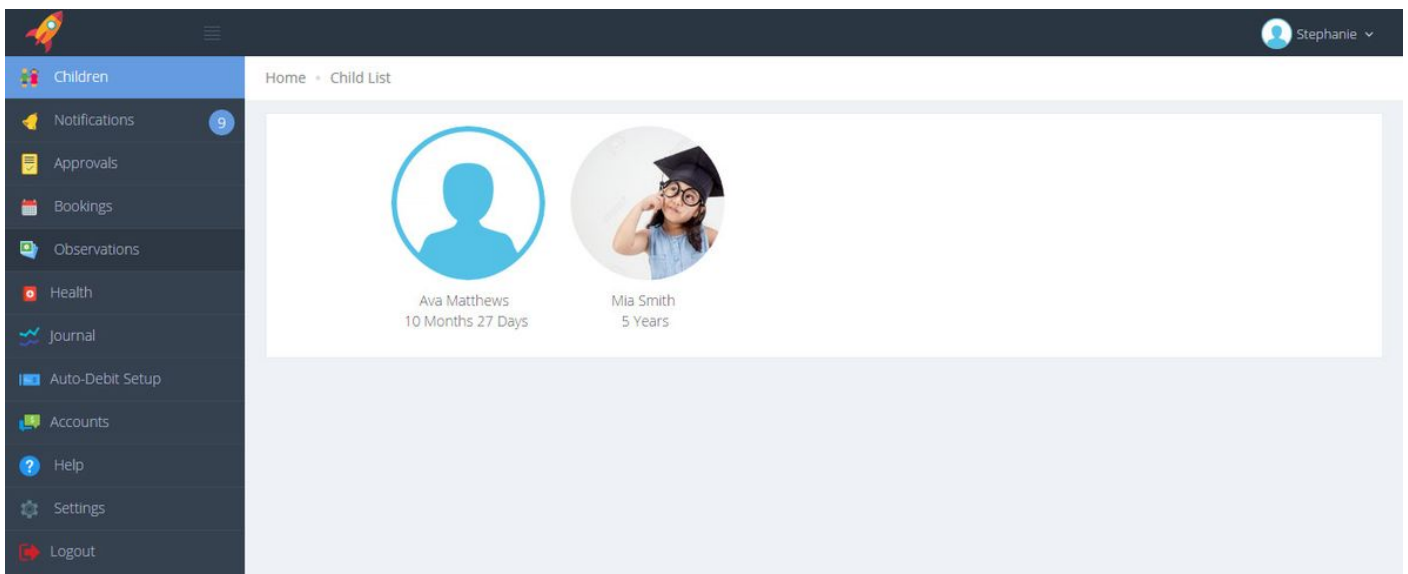 Stephanie
Children
Home • Child List
Notifications
9
Approvals
Bookings
Observations
Health
Journal
Auto-Debit Setup
Accounts
Help
Settings
Logout
Ava Matthews
10 Months 27 Days
Mia Smith
5 Years